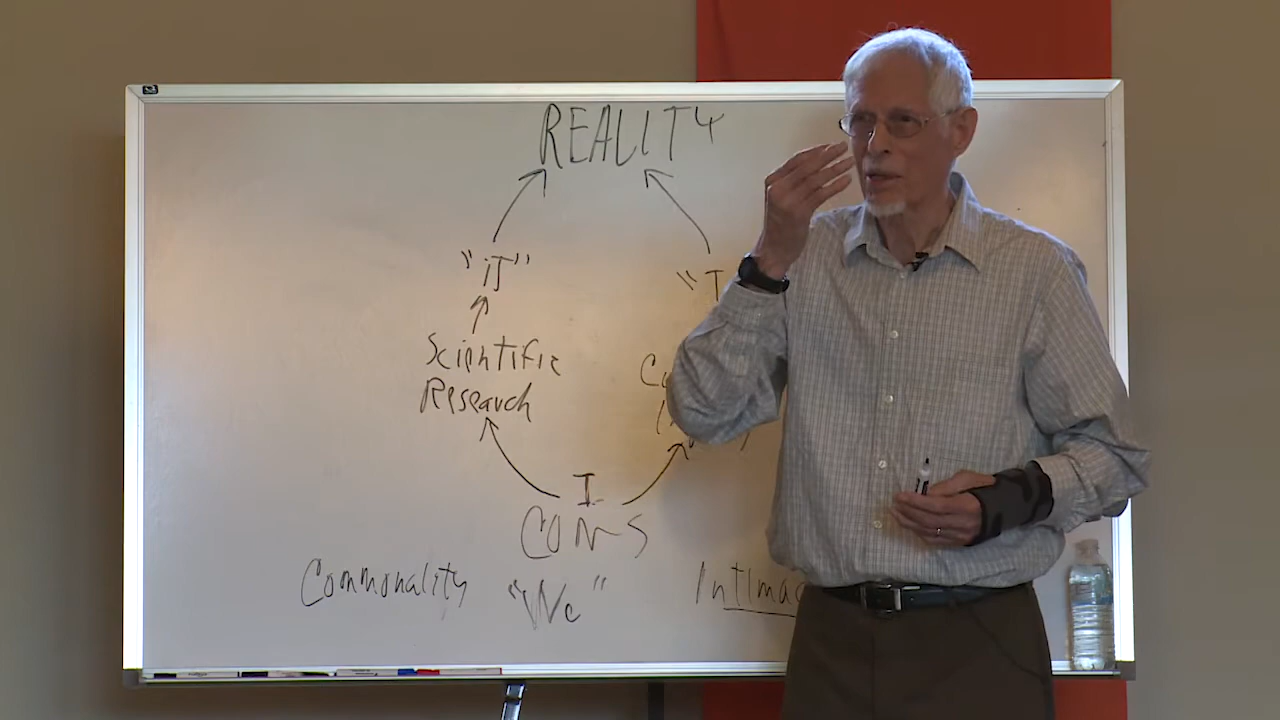 REALITY
"iT"
"I
Scientific
Research
I
CONS
Commonality
"We"
Intimac